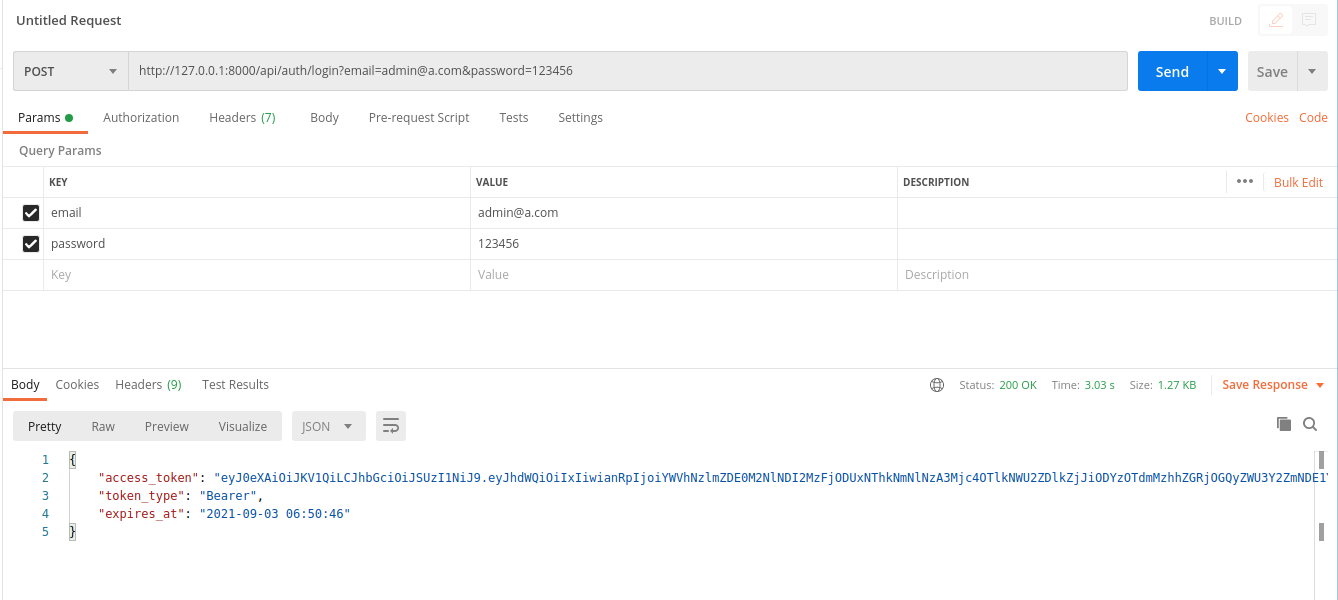 Untitled Request
BUILD
POST
http://127.0.0.1:8000/api/auth/login?email=admin@a.com&password=123456
Send
Save
Params
Authorization
Headers (7)
Body
Pre-request Script
Tests
Settings
Cookies
Code
Query Params
KEY
VALUE
DESCRIPTION
•••
Bulk Edit
email
admin@a.com
password
123456
Key
Value
Description
Body
Cookies
Headers (9)
Test Results
Status: 200 OK
Time: 3.03 s
Size: 1.27 KB
Save Response
Pretty
Raw
Preview
Visualize
JSON
1 {
2 "access_token": "eyJ0eXAiOiJKV1QiLCJhbGciOiJSUzI1NiJ9.eyJhdWQiOiIxIiwianRpIjoiYWVhNzlmZDE0M2NlNDI2MzFjODUxNThkNmNlNzA3Mjc4OTlkNWU2ZDlkZjJiODYzOTdmMzhhZGRjOGQyZWU3Y2ZmNDE1Y
3 "token_type": "Bearer",
4 "expires_at": "2021-09-03 06:50:46"
5 }